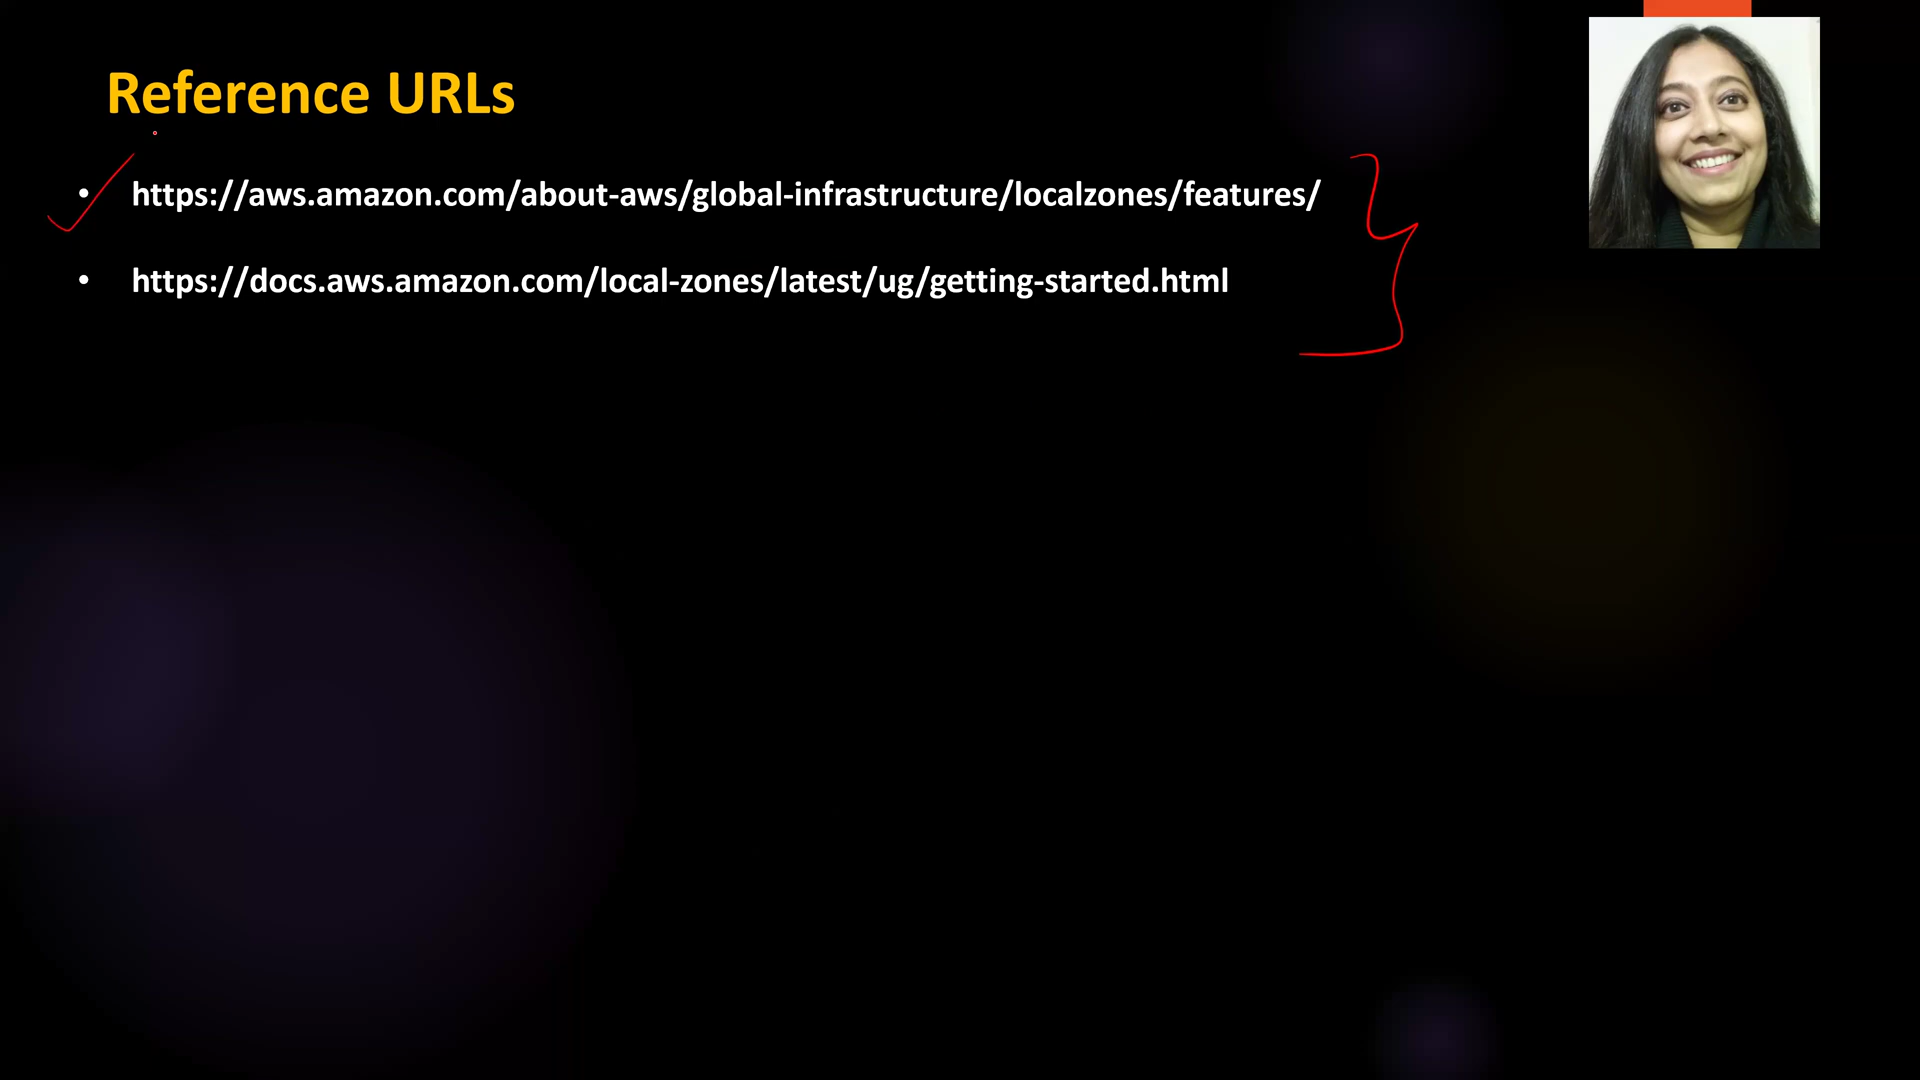 Reference URLs
• https://aws.amazon.com/about-aws/global-infrastructure/localzones/features/
• https://docs.aws.amazon.com/local-zones/latest/ug/getting-started.html